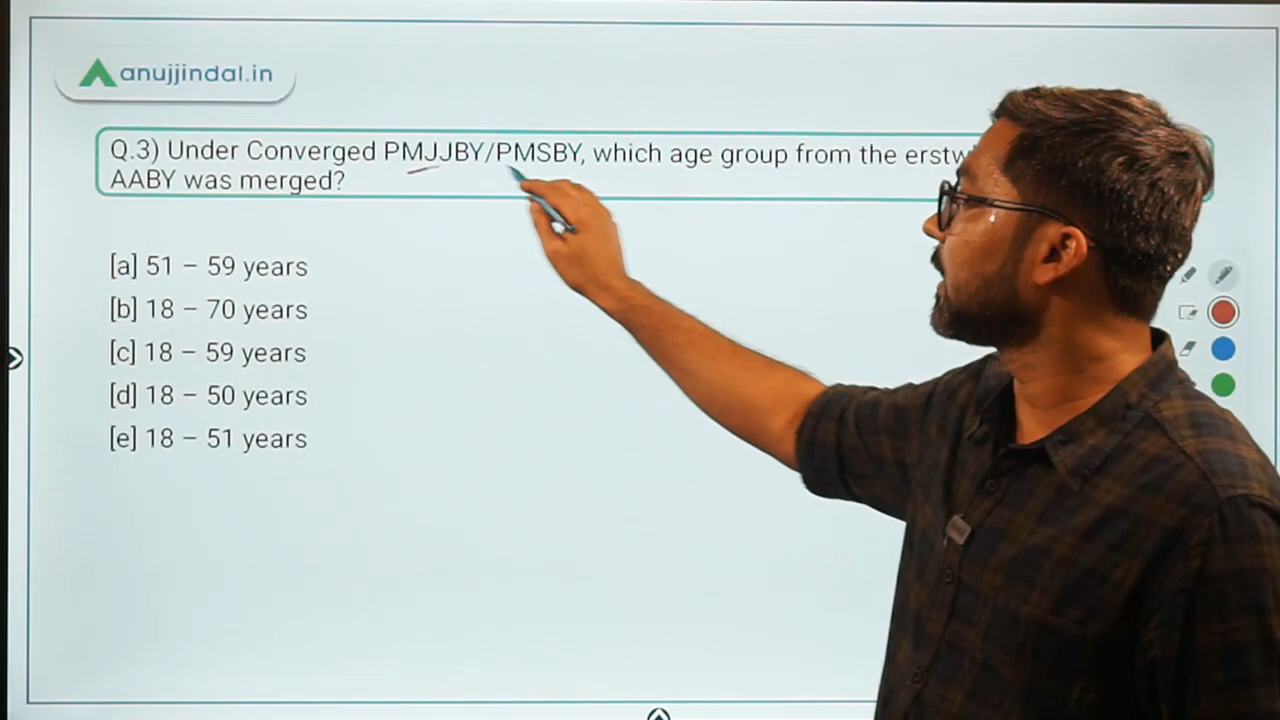 anujjindal.in
Q.3) Under Converged PMJJBY/PMSBY, which age group from the
AABY was merged?
[a] 51 – 59 years
[b] 18 – 70 years
[c] 18 – 59 years
[d] 18 – 50 years
[e] 18 – 51 years